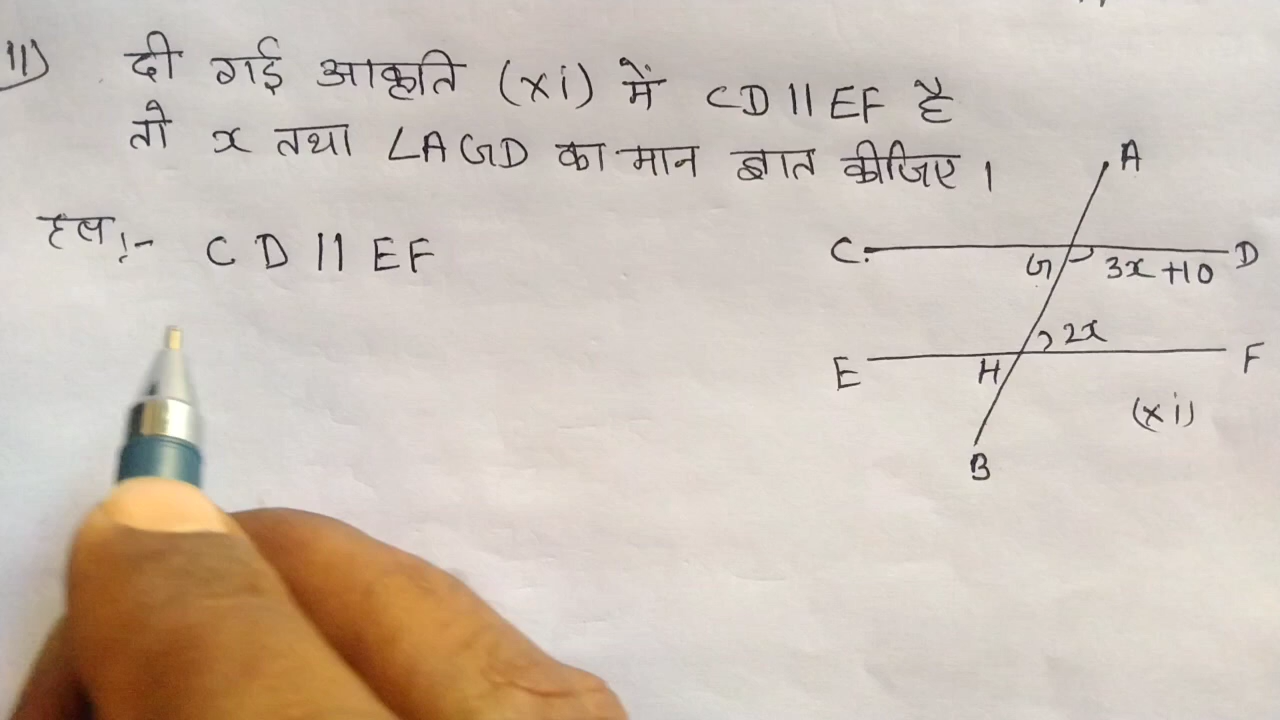 11) दी गई आकृति (xi) में CD || EF है
तो x तथा ∠AGD का मान ज्ञात कीजिए ।
हल :- CD || EF
A
C D
G 3x+10
2x
E H F
(xi)
B